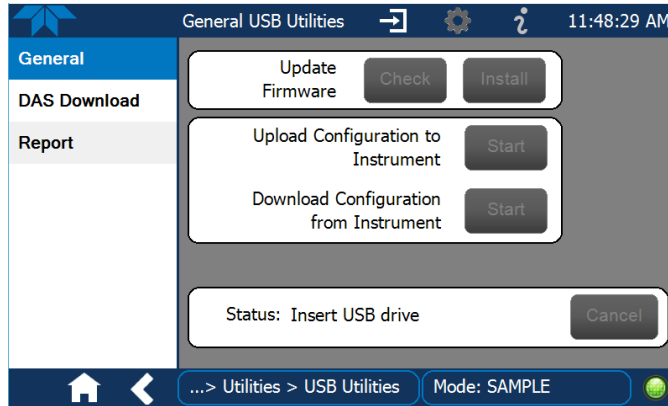 General USB Utilities
11:48:29 AM
General
DAS Download
Report
Update
Firmware
Check
Install
Upload Configuration to
Instrument
Start
Download Configuration
from Instrument
Start
Status: Insert USB drive
Cancel
...> Utilities > USB Utilities
Mode: SAMPLE